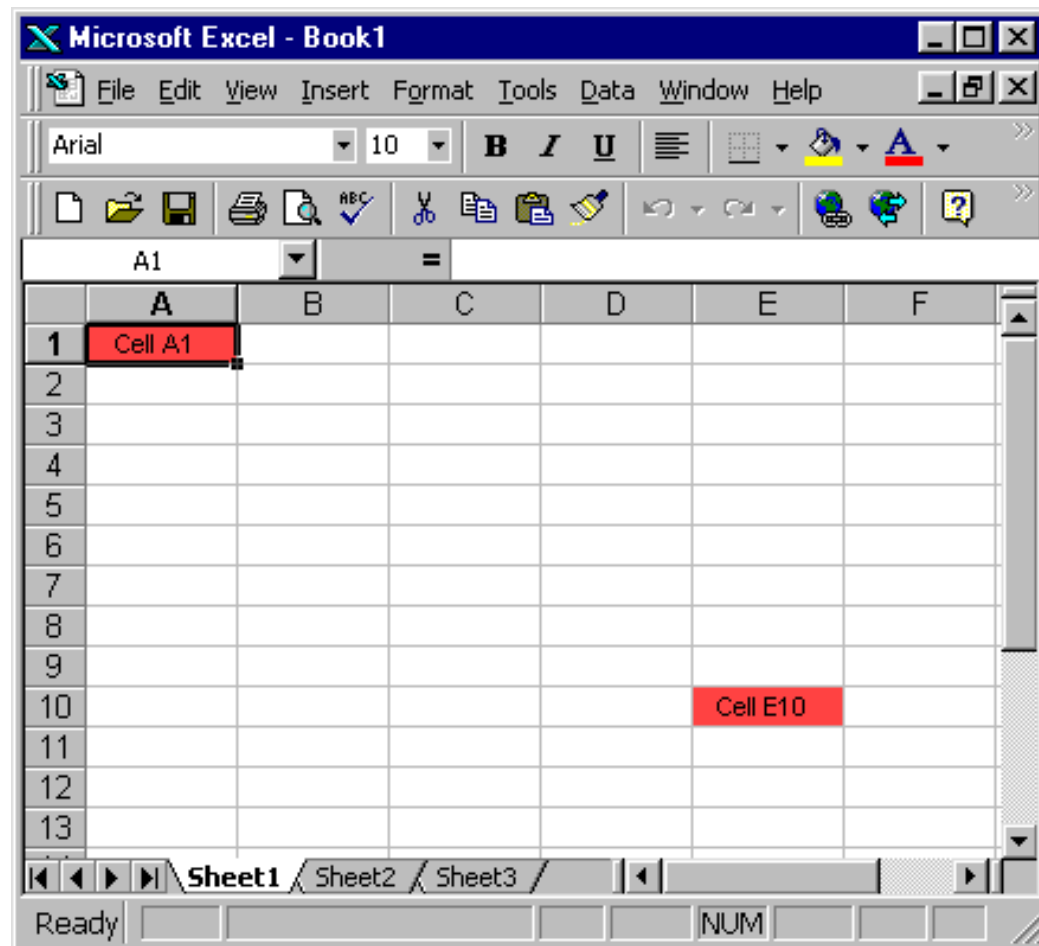 Microsoft Excel - Book1
File Edit View Insert Format Tools Data Window Help
Arial 10 B I U A
ABC ?
A1 =
A B C D E F
1 Cell A1
2
3
4
5
6
7
8
9
10 Cell E10
11
12
13
Sheet1 Sheet2 Sheet3
Ready NUM